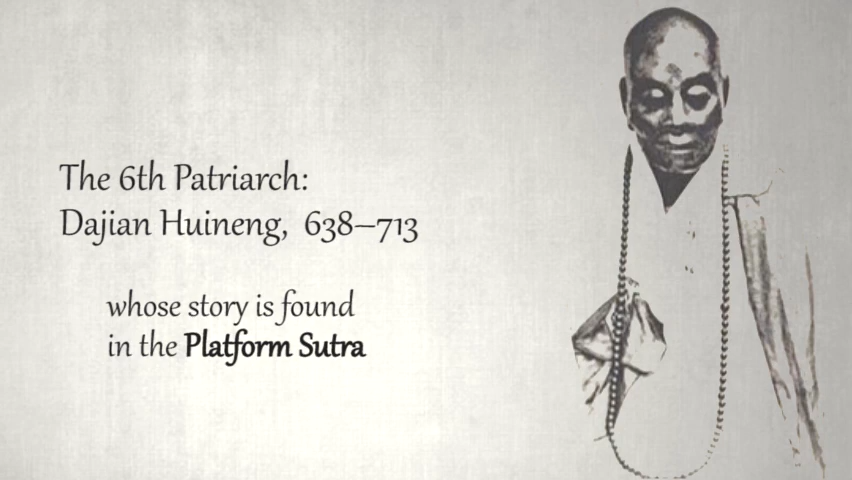 The 6th Patriarch:
Dajian Huineng, 638–713
whose story is found
in the Platform Sutra